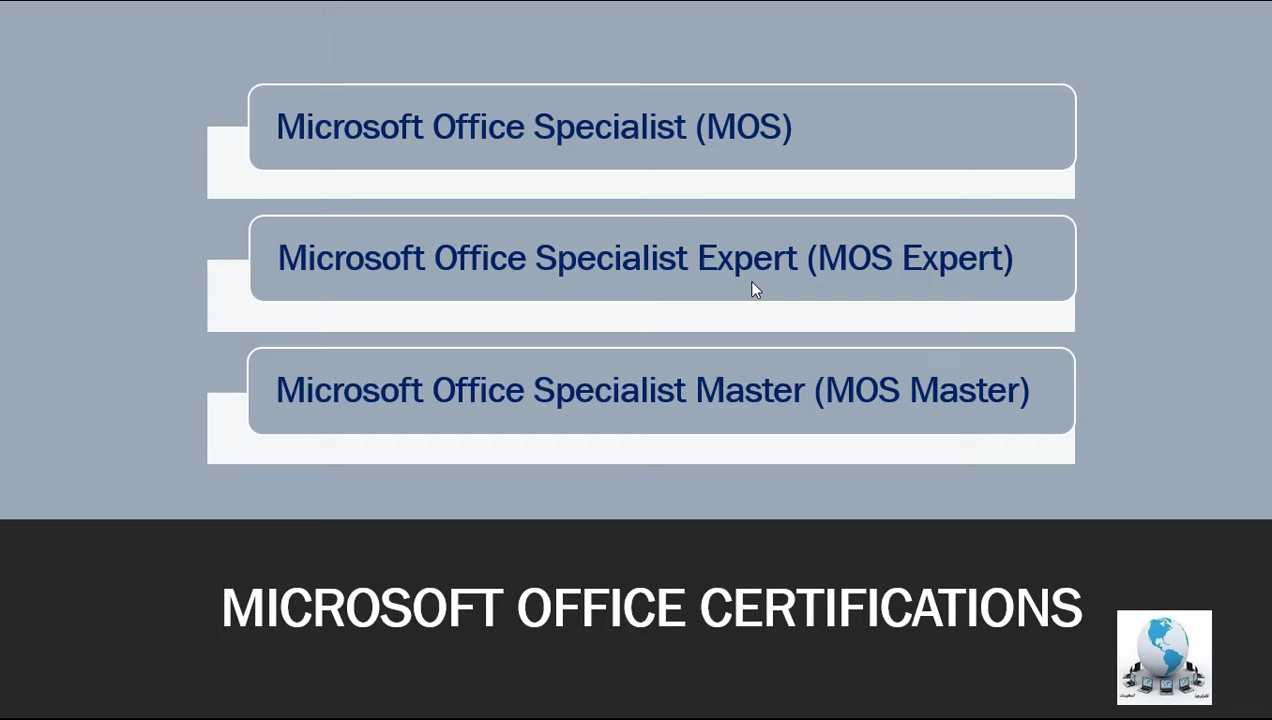 Microsoft Office Specialist (MOS)
Microsoft Office Specialist Expert (MOS Expert)
Microsoft Office Specialist Master (MOS Master)
MICROSOFT OFFICE CERTIFICATIONS